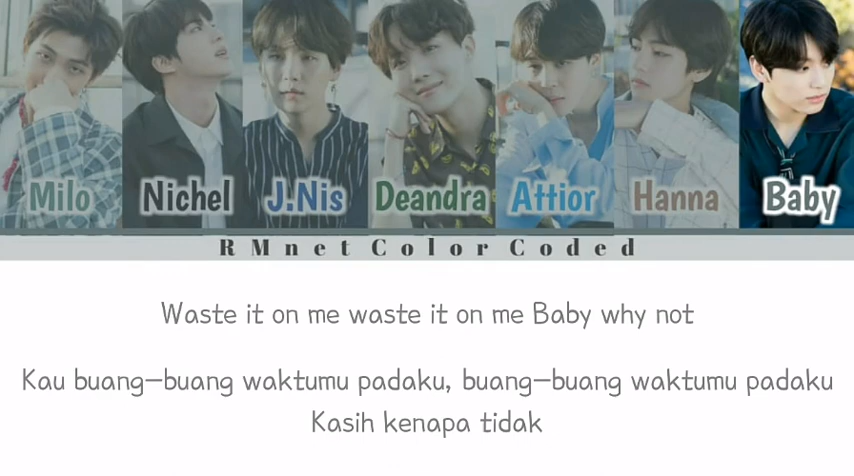 Milo Nichel J.Nis Deandra Attior Hanna Baby
RMnet Color Coded
Waste it on me waste it on me Baby why not
Kau buang-buang waktumu padaku, buang-buang waktumu padaku
Kasih kenapa tidak